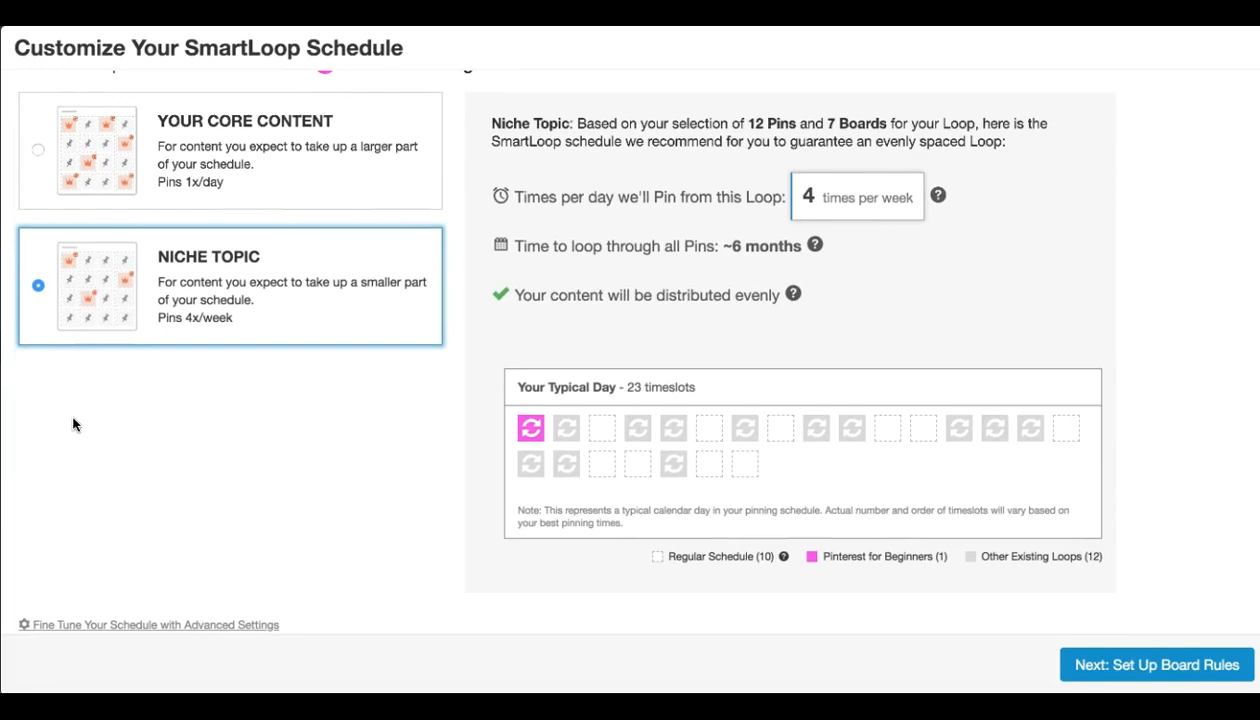 Customize Your SmartLoop Schedule
YOUR CORE CONTENT
For content you expect to take up a larger part
of your schedule.
Pins 1x/day
NICHE TOPIC
For content you expect to take up a smaller part
of your schedule.
Pins 4x/week
Niche Topic: Based on your selection of 12 Pins and 7 Boards for your Loop, here is the
SmartLoop schedule we recommend for you to guarantee an evenly spaced Loop:
Times per day we'll Pin from this Loop: 4 times per week ?
Time to loop through all Pins: ~6 months ?
Your content will be distributed evenly ?
Your Typical Day - 23 timeslots
Note: This represents a typical calendar day in your pinning schedule. Actual number and order of timeslots will vary based on
your best pinning times.
Regular Schedule (10) ? Pinterest for Beginners (1) Other Existing Loops (12)
Fine Tune Your Schedule with Advanced Settings
Next: Set Up Board Rules